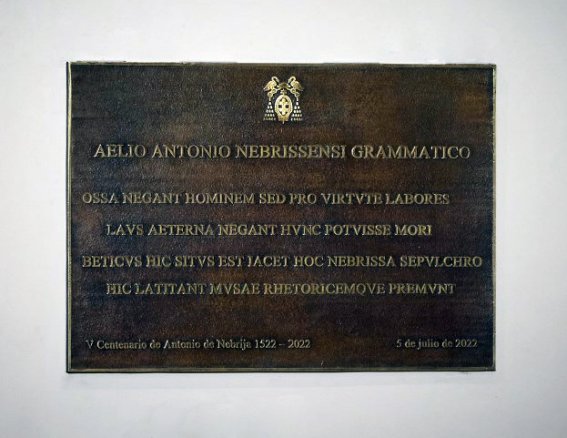 AELIO ANTONIO NEBRISSENSI GRAMMATICO
OSSA NEGANT HOMINEM SED PRO VIRTVTE LABORES
LAVS AETERNA NEGANT HVNC POTVISSE MORI
BETICVS HIC SITVS EST IACET HOC NEBRISSA SEPVLCHRO
HIC LATITANT MVSAE RHETORICEMQVE PREMVNT
V Centenario de Antonio de Nebrija 1522 – 2022
5 de julio de 2022